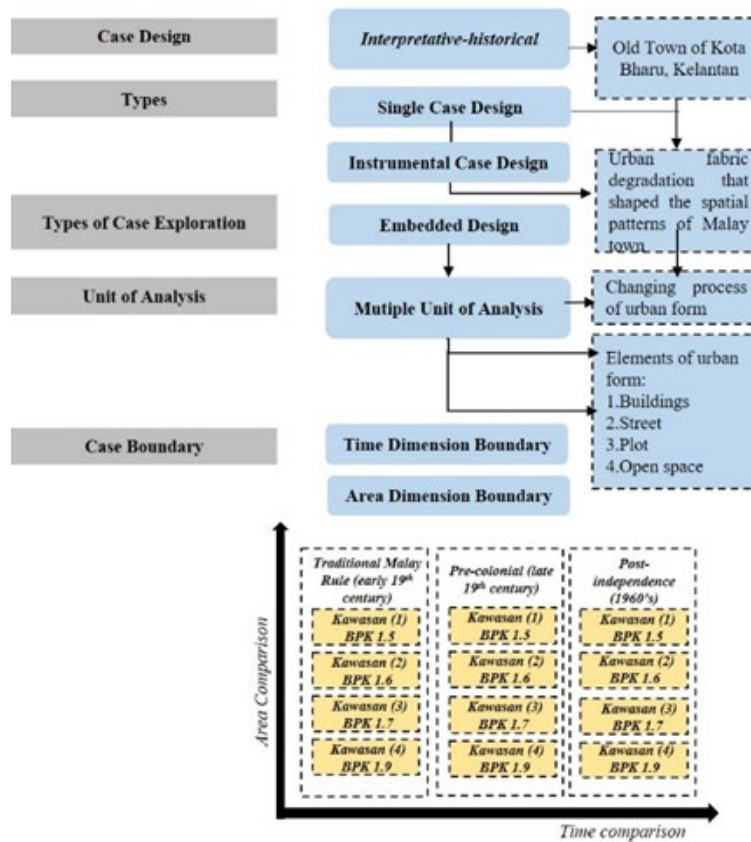 Case Design
Interpretative-historical
Old Town of Kota
Bharu, Kelantan
Types
Single Case Design
Instrumental Case Design
Urban fabric
degradation that
shaped the spatial
patterns of Malay
town
Types of Case Exploration
Embedded Design
Unit of Analysis
Mutiple Unit of Analysis
Changing process
of urban form
Elements of urban
form:
1.Buildings
2.Street
3.Plot
4.Open space
Case Boundary
Time Dimension Boundary
Area Dimension Boundary
Area Comparison
Traditional Malay
Rule (early 19th
century)
Kawasan (1)
BPK 1.5
Kawasan (2)
BPK 1.6
Kawasan (3)
BPK 1.7
Kawasan (4)
BPK 1.9
Pre-colonial (late
19th century)
Kawasan (1)
BPK 1.5
Kawasan (2)
BPK 1.6
Kawasan (3)
BPK 1.7
Kawasan (4)
BPK 1.9
Post-
independence
(1960's)
Kawasan (1)
BPK 1.5
Kawasan (2)
BPK 1.6
Kawasan (3)
BPK 1.7
Kawasan (4)
BPK 1.9
Time comparison